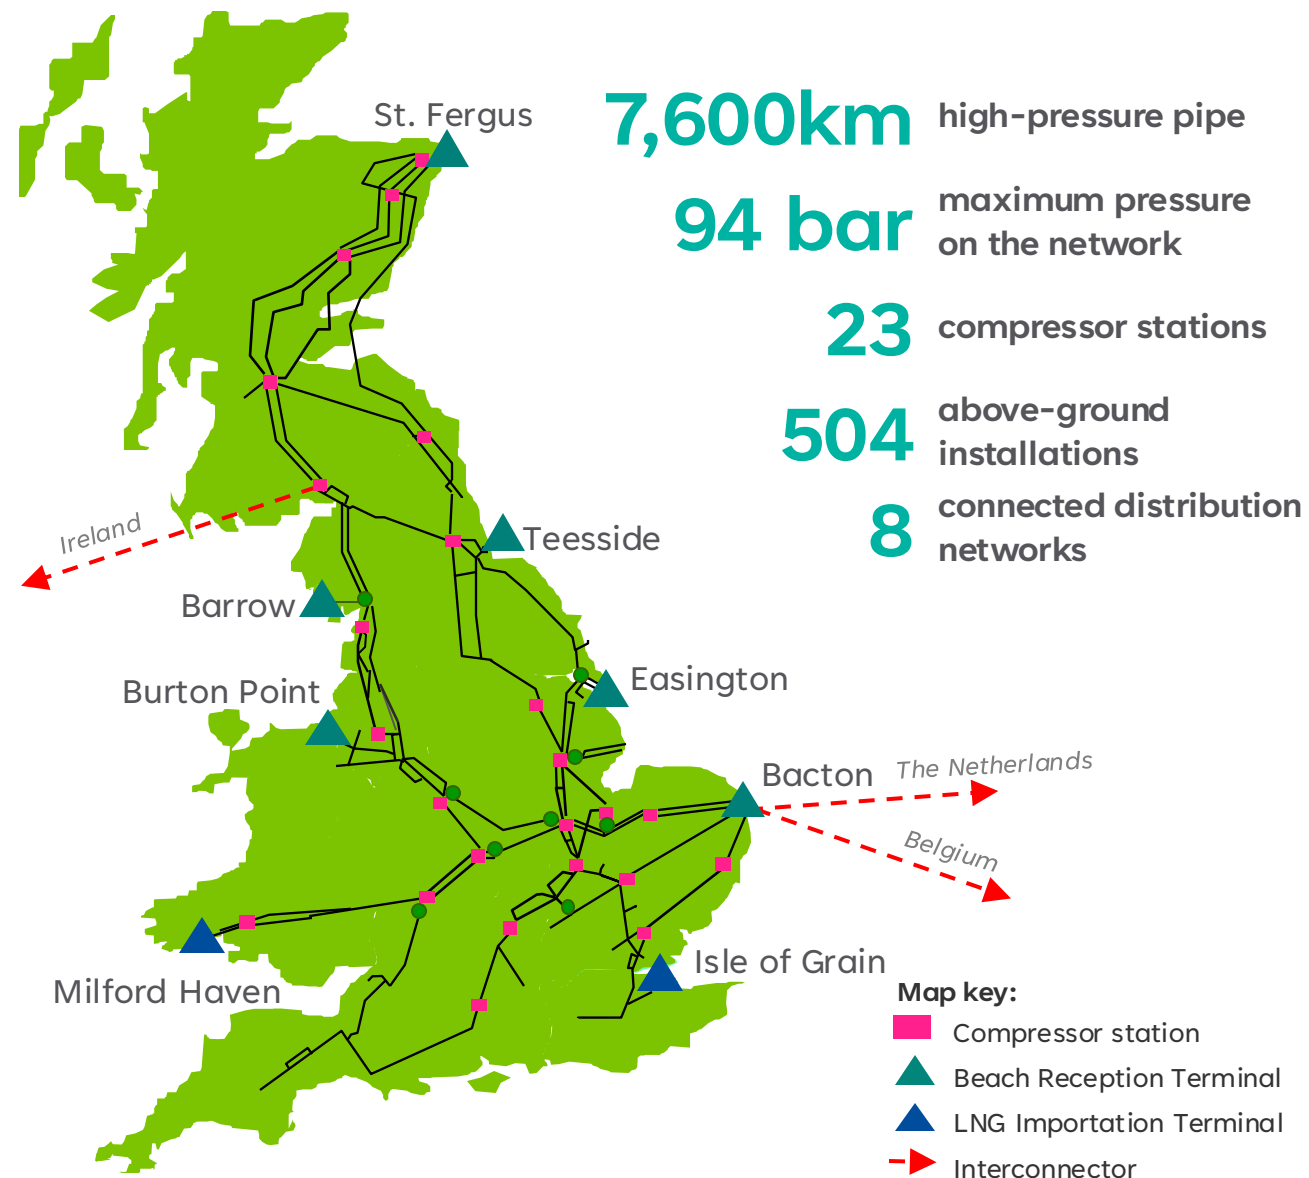 St. Fergus
7,600km
high-pressure pipe
94 bar
maximum pressure
on the network
23
compressor stations
504
above-ground
installations
8
connected distribution
networks
Ireland
Teesside
Barrow
Easington
Burton Point
Bacton
The Netherlands
Belgium
Isle of Grain
Milford Haven
Map key:
Compressor station
Beach Reception Terminal
LNG Importation Terminal
Interconnector